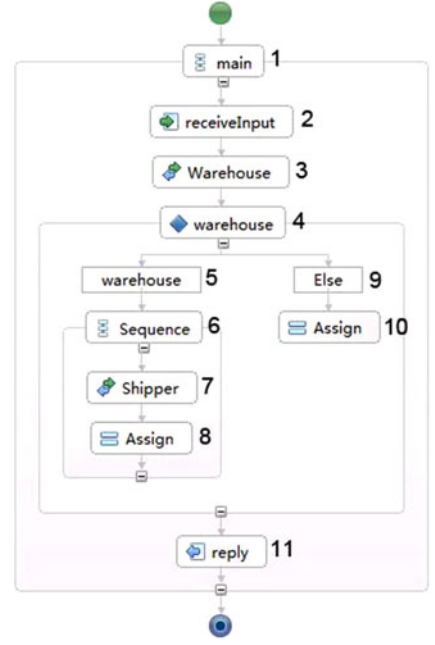 main 1
receiveInput 2
Warehouse 3
warehouse 4
warehouse 5 Else 9
Sequence 6 Assign 10
Shipper 7
Assign 8
reply 11